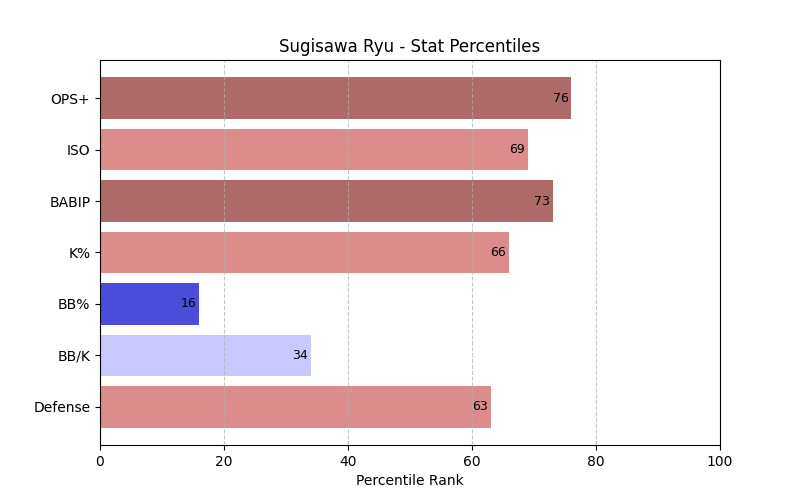 Sugisawa Ryu - Stat Percentiles
OPS+ 76
ISO 69
BABIP 73
K% 66
BB% 16
BB/K 34
Defense 63
0 20 40 60 80 100
Percentile Rank